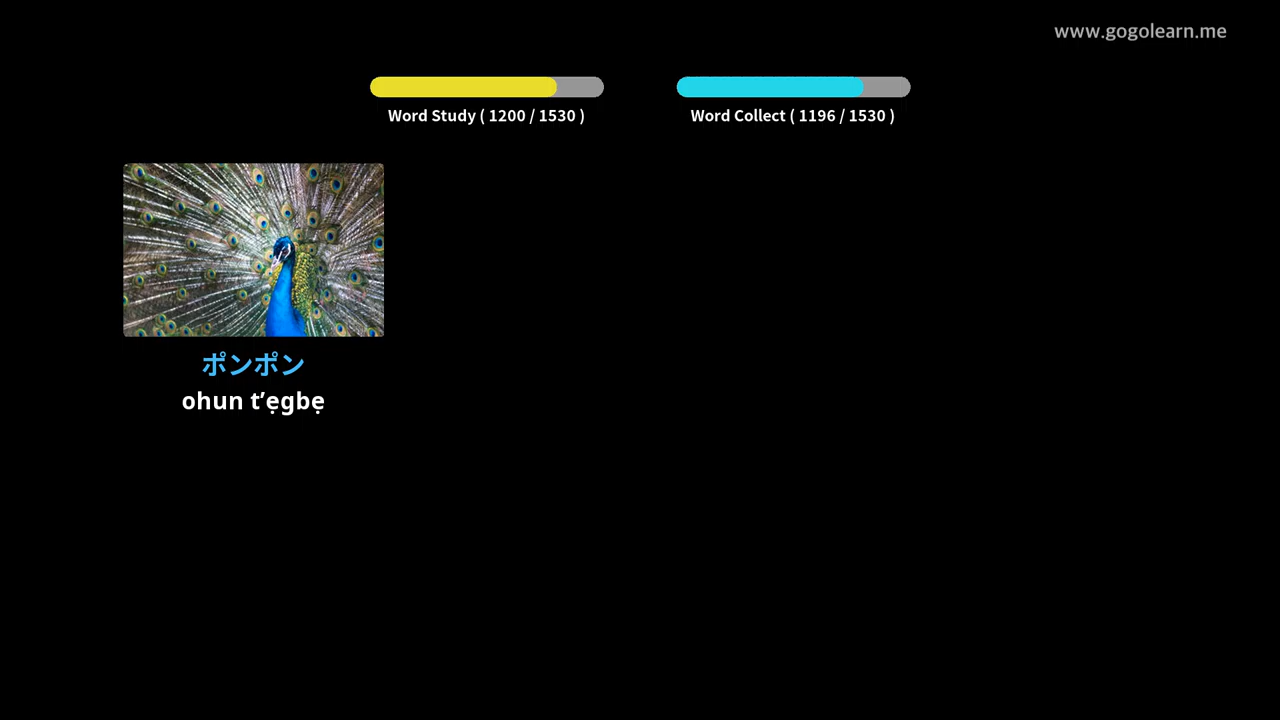 www.gogolearn.me
Word Study ( 1200 / 1530 )
Word Collect ( 1196 / 1530 )
ポンポン
ohun t’ẹgbẹ